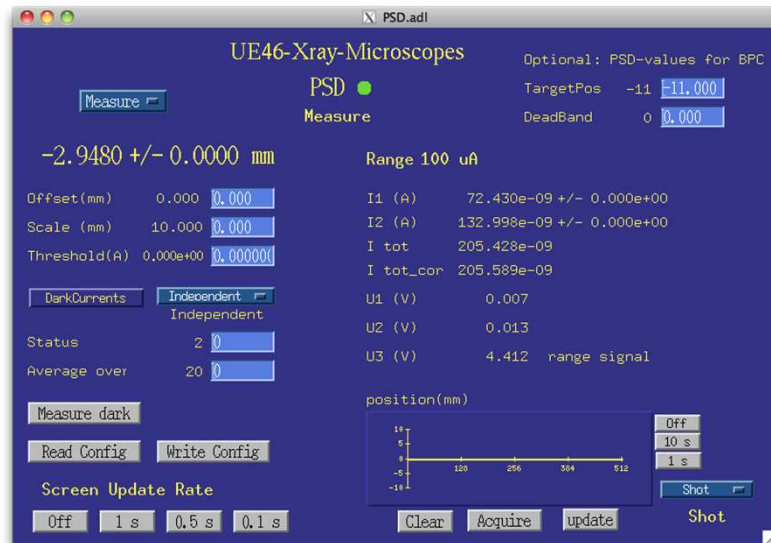 PSD.adl
UE46-Xray-Microscopes
Optional: PSD-values for BPC
PSD
TargetPos -11 -11.000
Measure
Measure
DeadBand 0 0.000
-2.9480 +/- 0.0000 mm
Range 100 uA
Offset(mm) 0.000 0.000
I1 (A) 72.430e-09 +/- 0.000e+00
Scale (mm) 10.000 0.000
I2 (A) 132.998e-09 +/- 0.000e+00
Threshold(A) 0.000e+00 0.00000(
I tot 205.428e-09
I tot_cor 205.589e-09
DarkCurrents Independent
Independent
U1 (V) 0.007
Status 2 0
U2 (V) 0.013
Average over 20 0
U3 (V) 4.412 range signal
position(mm)
Measure dark
10
5
0
-5
-10
128 256 384 512
Off
10 s
1 s
Read Config Write Config
Screen Update Rate
Shot
Off 1 s 0.5 s 0.1 s
Clear Acquire update
Shot